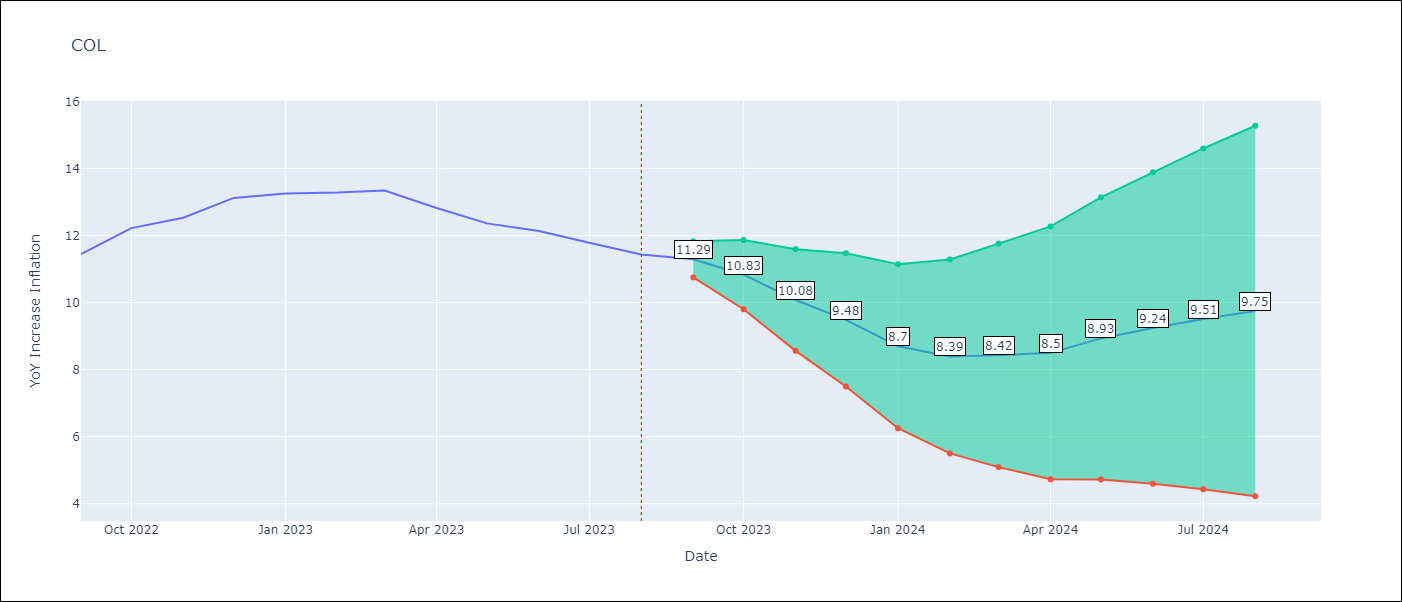 COL
16
14
12
10
8
6
4
YoY Increase Inflation
11.29
10.83
10.08
9.48
8.7
8.39
8.42
8.5
8.93
9.24
9.51
9.75
Oct 2022
Jan 2023
Apr 2023
Jul 2023
Oct 2023
Jan 2024
Apr 2024
Jul 2024
Date